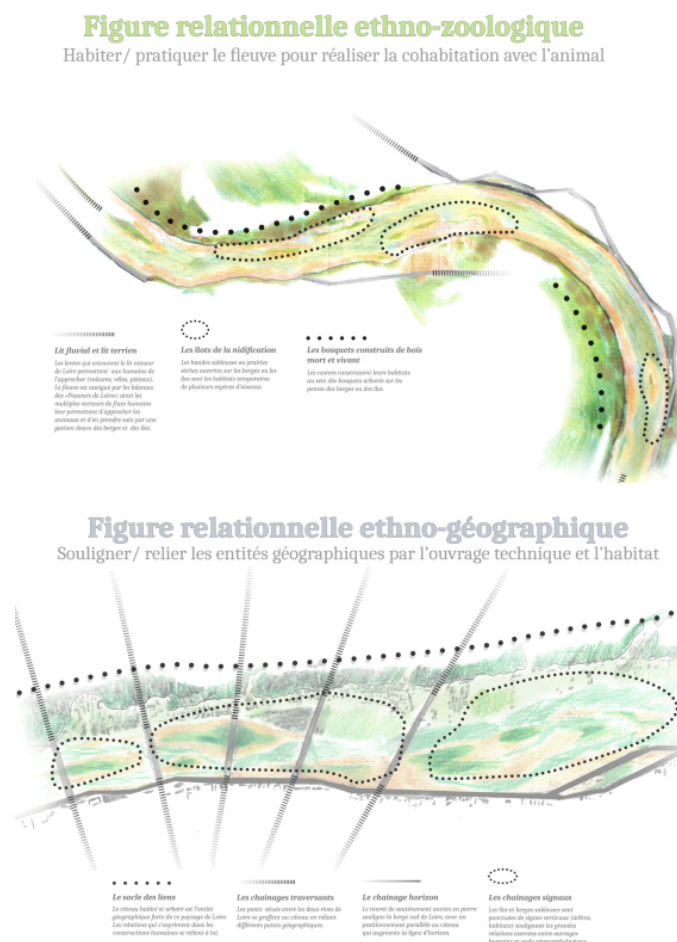 Figure relationnelle ethno-zoologique
Habiter/ pratiquer le fleuve pour réaliser la cohabitation avec l'animal
Lit fluvial et lit terrien
Les levées qui entourent le lit mineur
de Loire permettent aux humains de
l'approcher (voitures, vélos, piétons).
Le fleuve est navigué par les bâteaux
des «Passeurs de Loire»; ainsi les
multiples vecteurs de flux humains
leur permettent d'approcher les
animaux et d'en prendre soin par une
gestion douce des berges et des îles.
Les îlots de la nidification
Les bandes sableuses ou prairies
sèches ouvertes sur les berges ou les
îles sont les habitats temporaires
de plusieurs espèces d'oiseaux.
Les bosquets construits de bois
mort et vivant
Les castors construisent leurs habitats
au sein des bosquets arborés sur les
pentes des berges ou des îles.
Figure relationnelle ethno-géographique
Souligner/ relier les entités géographiques par l'ouvrage technique et l'habitat
Le socle des liens
Le côteau habité et arboré est l'entité
géographique forte de ce paysage de Loire.
Les relations qui s'expriment dans les
constructions humaines se relient à lui.
Les chainages traversants
Les ponts situés entre les deux rives de
Loire se greffent au côteau en reliant
différents points géographiques.
Le chainage horizon
Le muret de soutènement ancien en pierre
souligne la berge sud de Loire, avec un
positionnement parallèle au côteau
qui augmente la ligne d'horizon.
Les chainages signaux
Les îles et berges sableuses sont
ponctuées de signes verticaux (arbres,
habitats) soulignant les grandes
relations exercées entre ouvrages